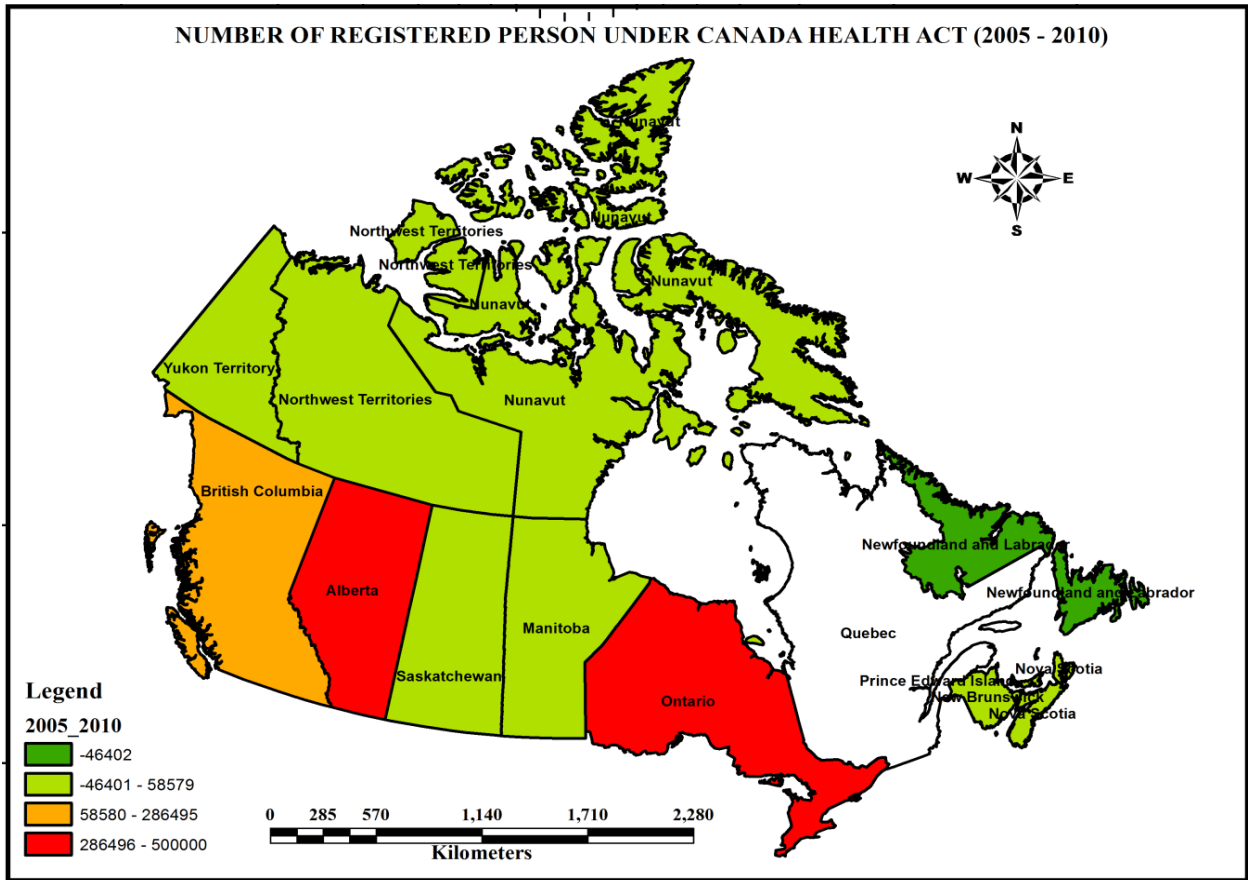 NUMBER OF REGISTERED PERSON UNDER CANADA HEALTH ACT (2005 - 2010)
Nunavut
N
W E
S
Nunavut
Northwest Territories
Northwest Territories
Nunavut
Nunavut
Yukon Territory
Northwest Territories
Nunavut
British Columbia
Newfoundland and Labrador
Alberta
Newfoundland and Labrador
Manitoba
Quebec
Saskatchewan
Nova Scotia
Prince Edward Island
New Brunswick
Ontario
Nova Scotia
Legend
2005_2010
-46402
-46401 - 58579
58580 - 286495
286496 - 500000
0 285 570 1,140 1,710 2,280
Kilometers